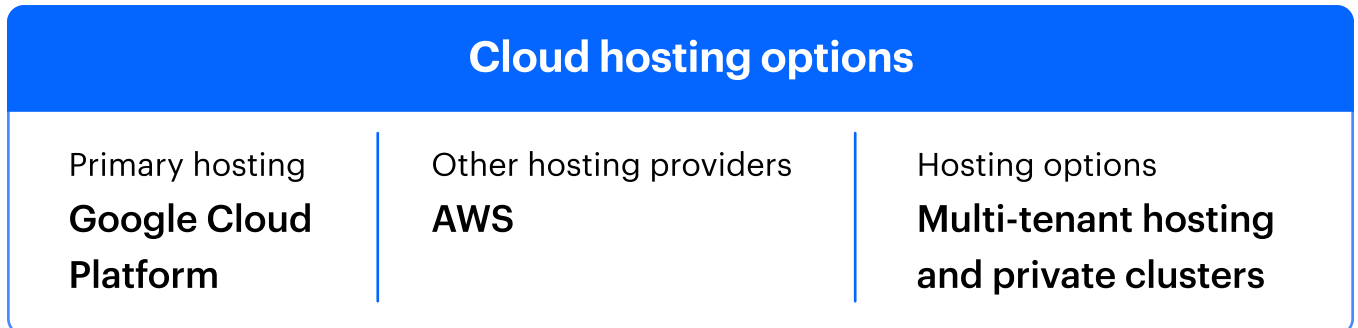 Cloud hosting options
Primary hosting
Google Cloud
Platform
Other hosting providers
AWS
Hosting options
Multi-tenant hosting
and private clusters